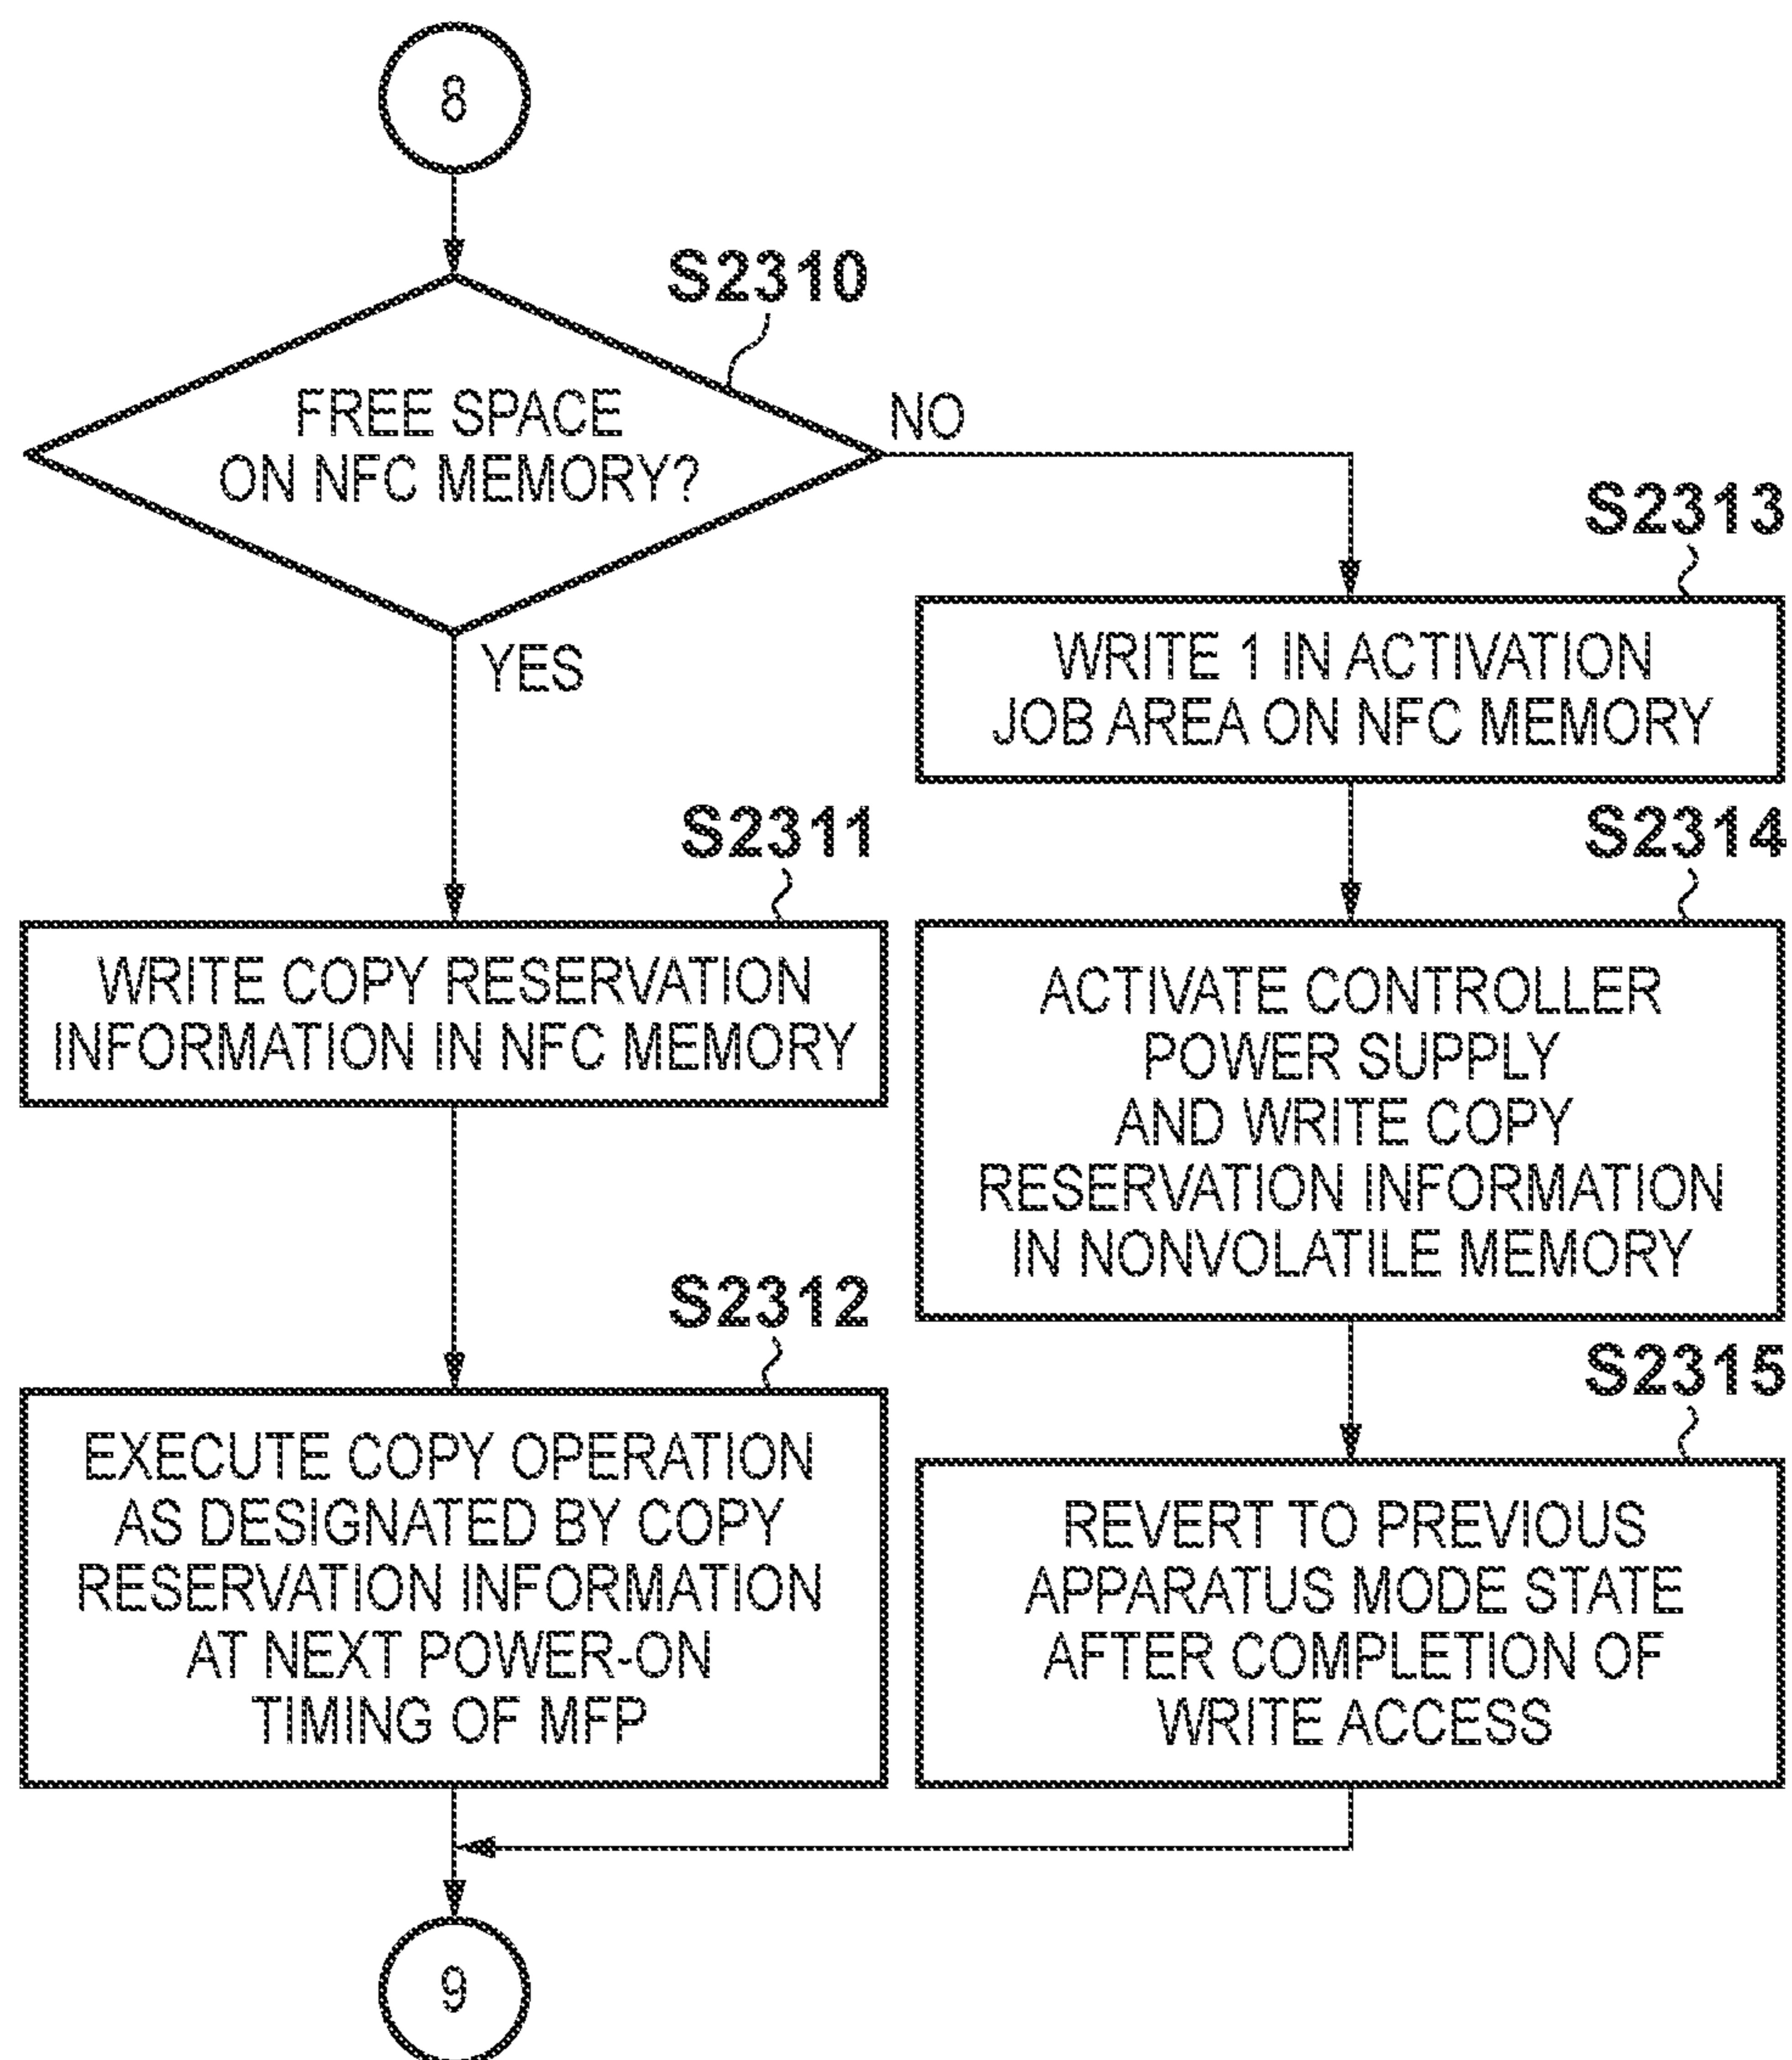 8
S2310
FREE SPACE
ON NFC MEMORY?
NO
YES
S2313
WRITE 1 IN ACTIVATION
JOB AREA ON NFC MEMORY
S2311
WRITE COPY RESERVATION
INFORMATION IN NFC MEMORY
S2314
ACTIVATE CONTROLLER
POWER SUPPLY
AND WRITE COPY
RESERVATION INFORMATION
IN NONVOLATILE MEMORY
S2312
EXECUTE COPY OPERATION
AS DESIGNATED BY COPY
RESERVATION INFORMATION
AT NEXT POWER-ON
TIMING OF MFP
S2315
REVERT TO PREVIOUS
APPARATUS MODE STATE
AFTER COMPLETION OF
WRITE ACCESS
9